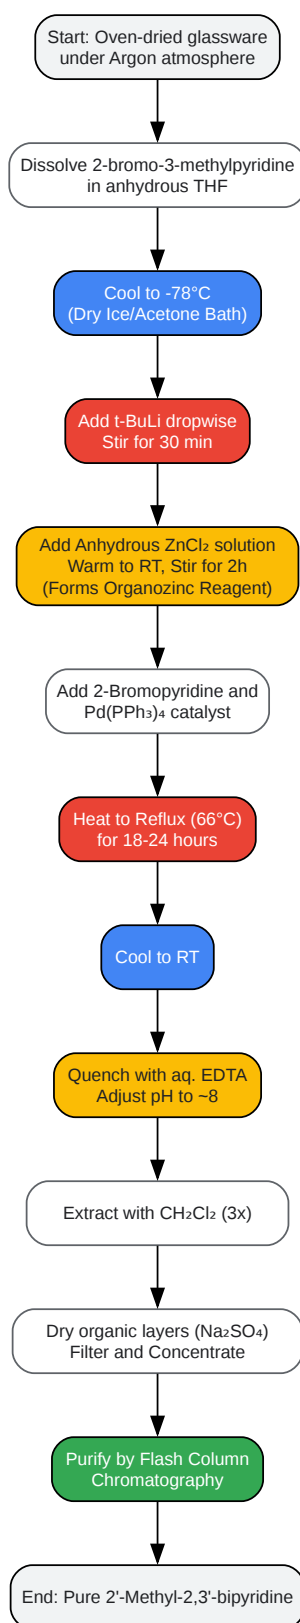 Start: Oven-dried glassware
under Argon atmosphere
Dissolve 2-bromo-3-methylpyridine
in anhydrous THF
Cool to -78°C
(Dry Ice/Acetone Bath)
Add t-BuLi dropwise
Stir for 30 min
Add Anhydrous ZnCl₂ solution
Warm to RT, Stir for 2h
(Forms Organozinc Reagent)
Add 2-Bromopyridine and
Pd(PPh₃)₄ catalyst
Heat to Reflux (66°C)
for 18-24 hours
Cool to RT
Quench with aq. EDTA
Adjust pH to ~8
Extract with CH₂Cl₂ (3x)
Dry organic layers (Na₂SO₄)
Filter and Concentrate
Purify by Flash Column
Chromatography
End: Pure 2'-Methyl-2,3'-bipyridine